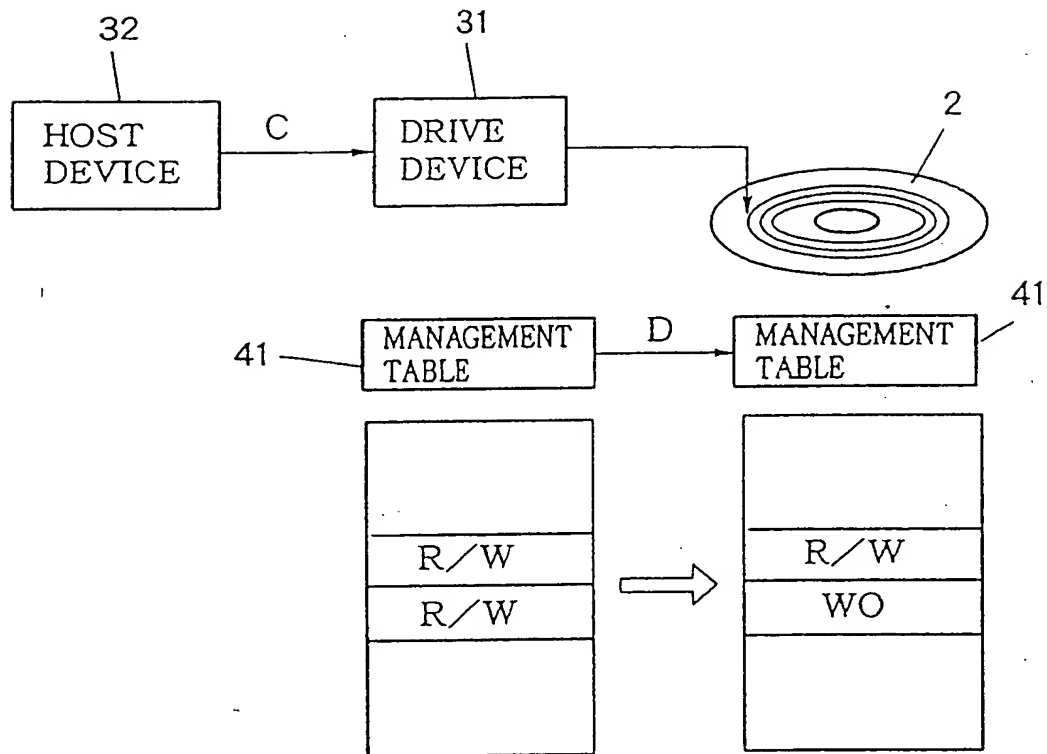 32
31
2
HOST
DEVICE
C
DRIVE
DEVICE
41
MANAGEMENT
TABLE
D
MANAGEMENT
TABLE
41
R/W
R/W
R/W
WO